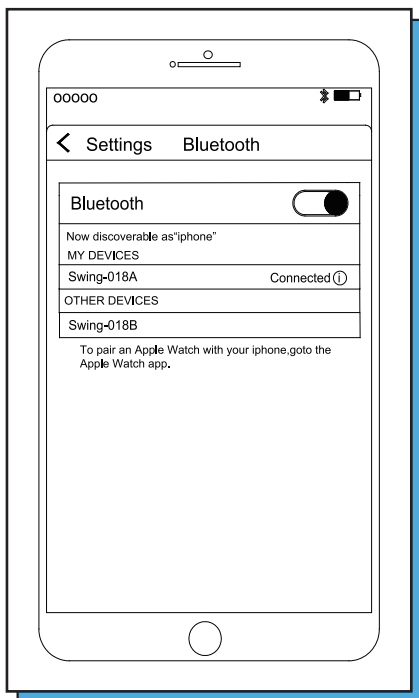 ooooo
Settings Bluetooth
Bluetooth
Now discoverable as“iphone”
MY DEVICES
Swing-018A Connected
OTHER DEVICES
Swing-018B
To pair an Apple Watch with your iphone,goto the
Apple Watch app.